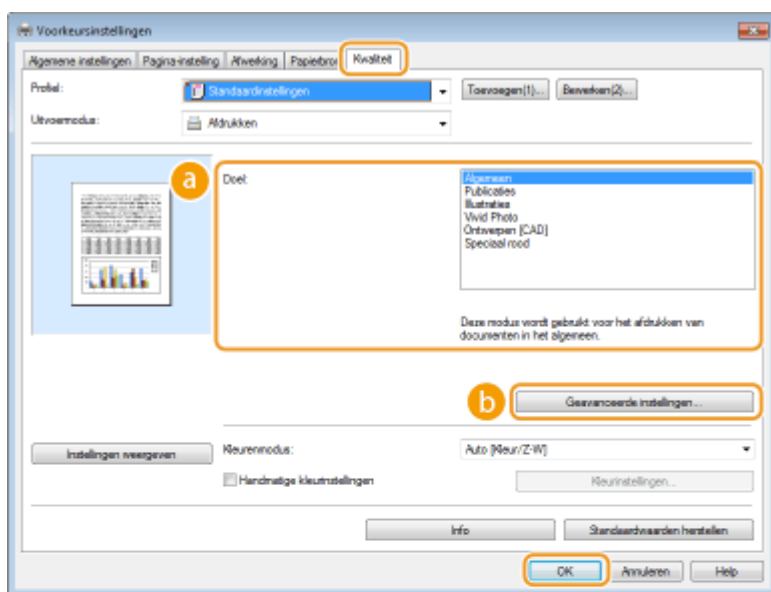 Voorkeursinstellingen
Algemene instellingen Pagina-instelling Afwerking Papierbron Kwaliteit
Profiel: Standaardinstellingen Toevoegen(1)... Bewerken(2)...
Uitvoermodus: Afdrukken
a
Doel:
Algemeen
Publicaties
Illustraties
Vivid Photo
Ontwerpen [CAD]
Speciaal rood
Deze modus wordt gebruikt voor het afdrukken van
documenten in het algemeen.
b
Geavanceerde instellingen...
Instellingen weergeven
Kleurenmodus: Auto [Kleur/Z-W]
Handmatige kleurinstellingen Kleurinstellingen...
Info Standaardwaarden herstellen
OK Annuleren Help